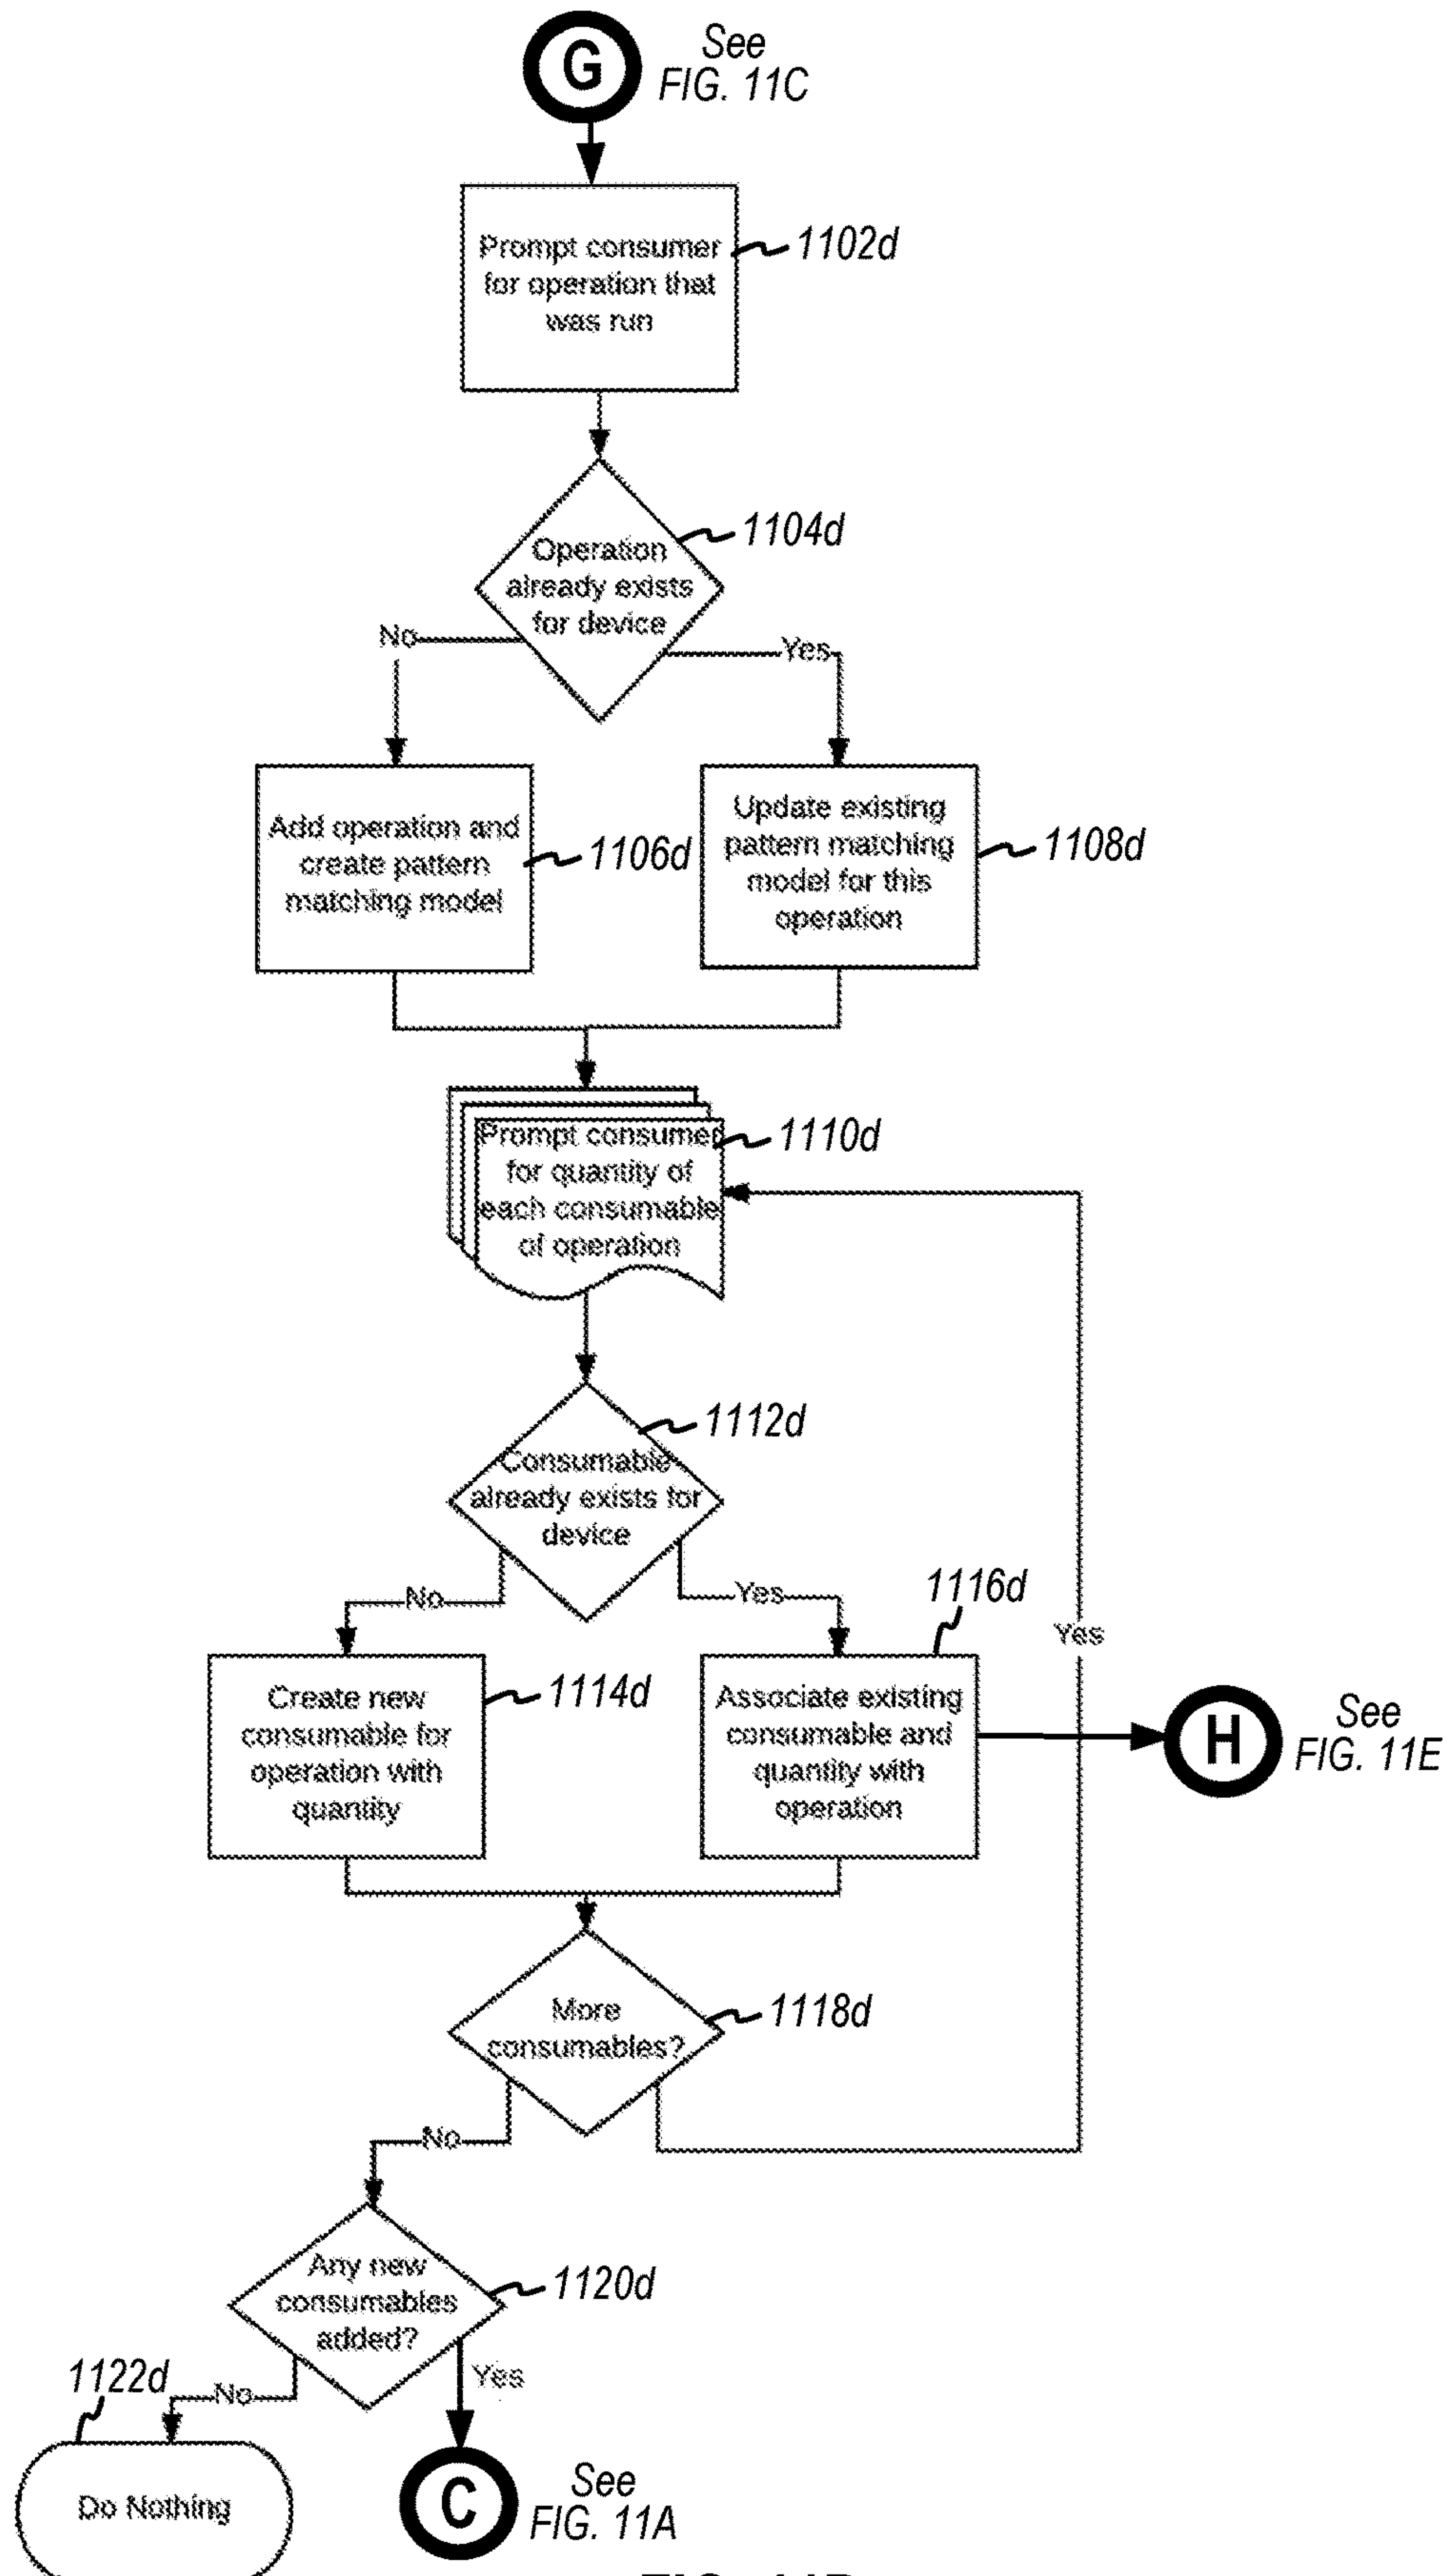 G
See
FIG. 11C
Prompt consumer
for operation that
was run
1102d
Operation
already exists
for device
1104d
No
Yes
Add operation and
create pattern
matching model
1106d
Update existing
pattern matching
model for this
operation
1108d
Prompt consumer
for quantity of
each consumable
of operation
1110d
Consumable
already exists for
device
1112d
No
Yes
Create new
consumable for
operation with
quantity
1114d
Associate existing
consumable and
quantity with
operation
1116d
Yes
H
See
FIG. 11E
More
consumables?
1118d
No
Any new
consumables
added?
1120d
No
Yes
1122d
Do Nothing
C
See
FIG. 11A